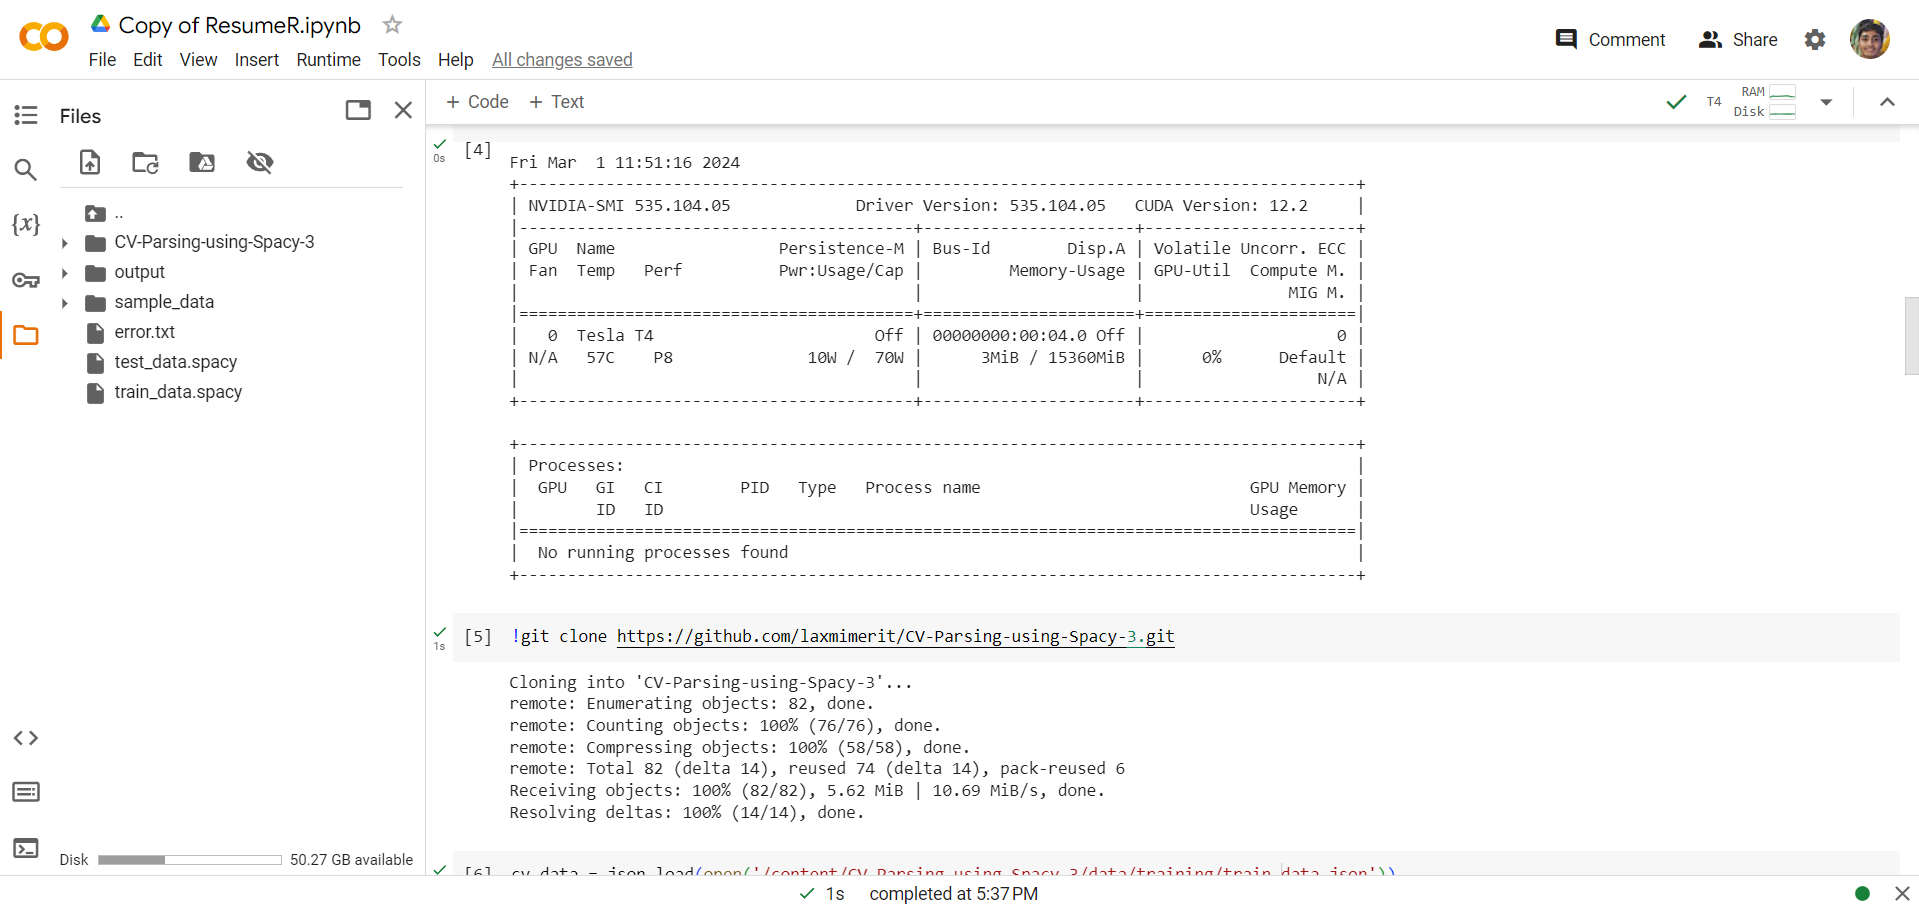 Copy of ResumeR.ipynb
File Edit View Insert Runtime Tools Help All changes saved
Comment Share
Files
+ Code + Text
T4 RAM Disk
..
CV-Parsing-using-Spacy-3
output
sample_data
error.txt
test_data.spacy
train_data.spacy
Disk 50.27 GB available
0s [4]
Fri Mar  1 11:51:16 2024
+---------------------------------------------------------------------------------------+
| NVIDIA-SMI 535.104.05             Driver Version: 535.104.05   CUDA Version: 12.2     |
|-----------------------------------------+----------------------+----------------------+
| GPU  Name                 Persistence-M | Bus-Id        Disp.A | Volatile Uncorr. ECC |
| Fan  Temp   Perf          Pwr:Usage/Cap |         Memory-Usage | GPU-Util  Compute M. |
|                                         |                      |               MIG M. |
|=========================================+======================+======================|
|   0  Tesla T4                       Off | 00000000:00:04.0 Off |                    0 |
| N/A   57C    P8              10W /  70W |      3MiB / 15360MiB |      0%      Default |
|                                         |                      |                  N/A |
+-----------------------------------------+----------------------+----------------------+
+---------------------------------------------------------------------------------------+
| Processes:                                                                            |
|  GPU   GI   CI        PID   Type   Process name                            GPU Memory |
|        ID   ID                                                             Usage      |
|=======================================================================================|
|  No running processes found                                                           |
+---------------------------------------------------------------------------------------+
1s [5] !git clone https://github.com/laxmimerit/CV-Parsing-using-Spacy-3.git
Cloning into 'CV-Parsing-using-Spacy-3'...
remote: Enumerating objects: 82, done.
remote: Counting objects: 100% (76/76), done.
remote: Compressing objects: 100% (58/58), done.
remote: Total 82 (delta 14), reused 74 (delta 14), pack-reused 6
Receiving objects: 100% (82/82), 5.62 MiB | 10.69 MiB/s, done.
Resolving deltas: 100% (14/14), done.
[6] cv_data = json.load(open('/content/CV-Parsing-using-Spacy-3/data/training/train_data.json'))
1s completed at 5:37 PM